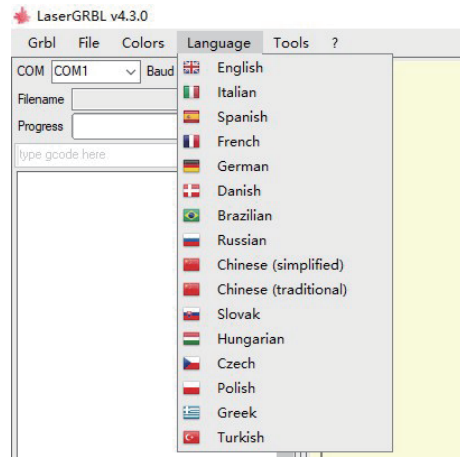 LaserGRBL v4.3.0
Grbl File Colors Language Tools ?
COM COM1 Baud
Filename
Progress
type gcode here
English
Italian
Spanish
French
German
Danish
Brazilian
Russian
Chinese (simplified)
Chinese (traditional)
Slovak
Hungarian
Czech
Polish
Greek
Turkish